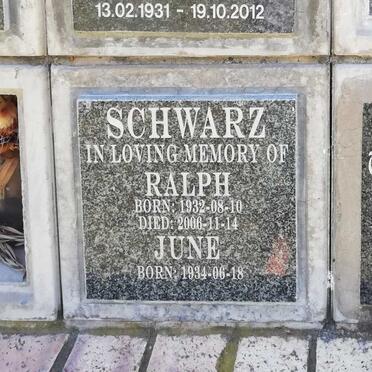 13.02.1931 - 19.10.2012
SCHWARZ
IN LOVING MEMORY OF
RALPH
BORN: 1932-08-10
DIED: 2006-11-14
JUNE
BORN: 1934-06-18